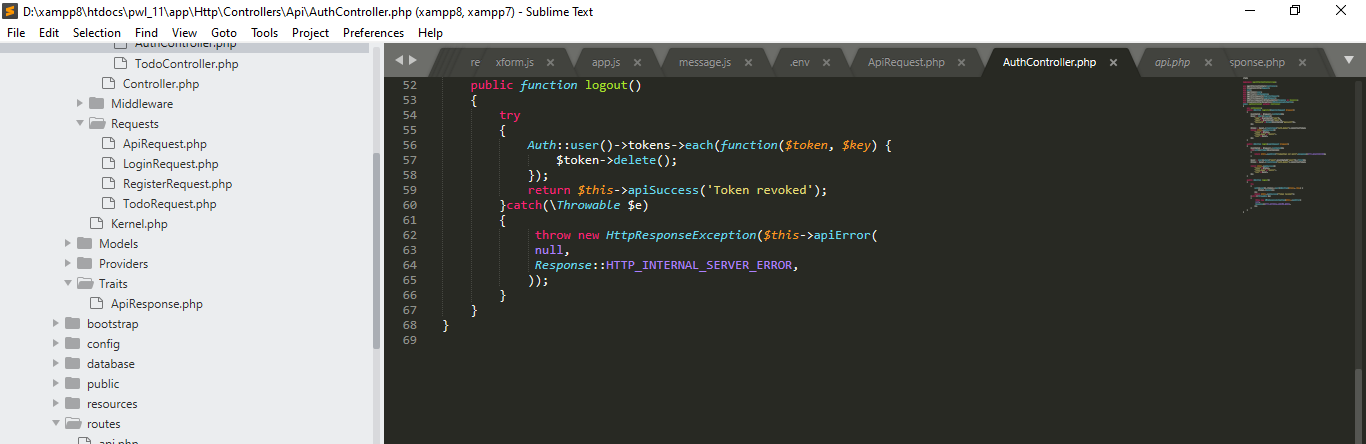 D:\xampp8\htdocs\pwl_11\app\Http\Controllers\Api\AuthController.php (xampp8, xampp7) - Sublime Text
File Edit Selection Find View Goto Tools Project Preferences Help
AuthController.php
TodoController.php
Controller.php
Middleware
Requests
ApiRequest.php
LoginRequest.php
RegisterRequest.php
TodoRequest.php
Kernel.php
Models
Providers
Traits
ApiResponse.php
bootstrap
config
database
public
resources
routes
api.php
re xform.js app.js message.js .env ApiRequest.php AuthController.php api.php sponse.php
52 public function logout()
53 {
54 try
55 {
56 Auth::user()->tokens->each(function($token, $key) {
57 $token->delete();
58 });
59 return $this->apiSuccess('Token revoked');
60 }catch(\Throwable $e)
61 {
62 throw new HttpResponseException($this->apiError(
63 null,
64 Response::HTTP_INTERNAL_SERVER_ERROR,
65 ));
66 }
67 }
68 }
69